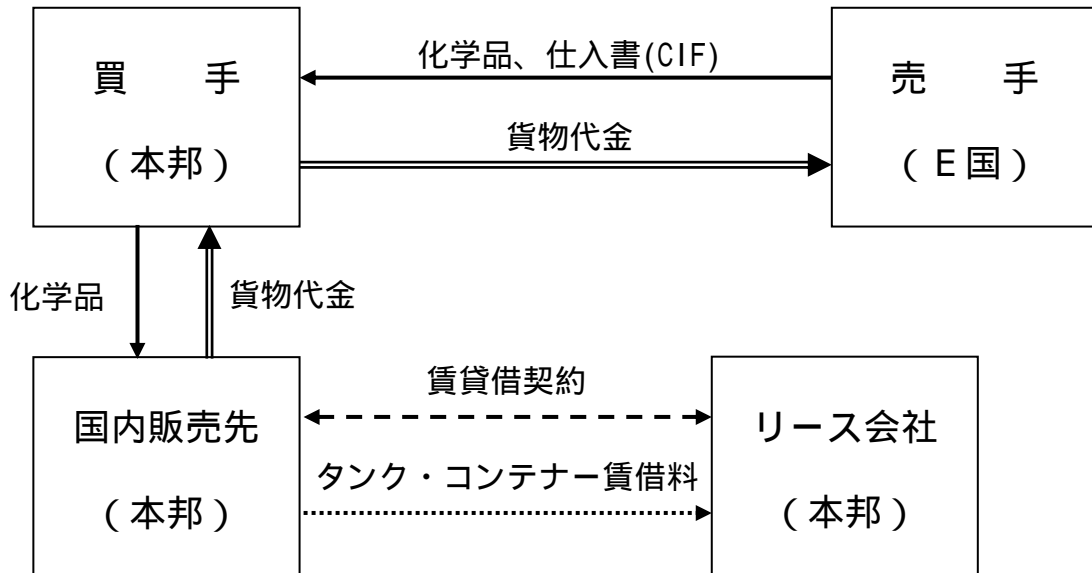 化学品、仕入書(CIF)
買 手
(本邦)
売 手
(E国)
貨物代金
化学品
貨物代金
賃貸借契約
国内販売先
(本邦)
リース会社
(本邦)
タンク・コンテナー賃借料